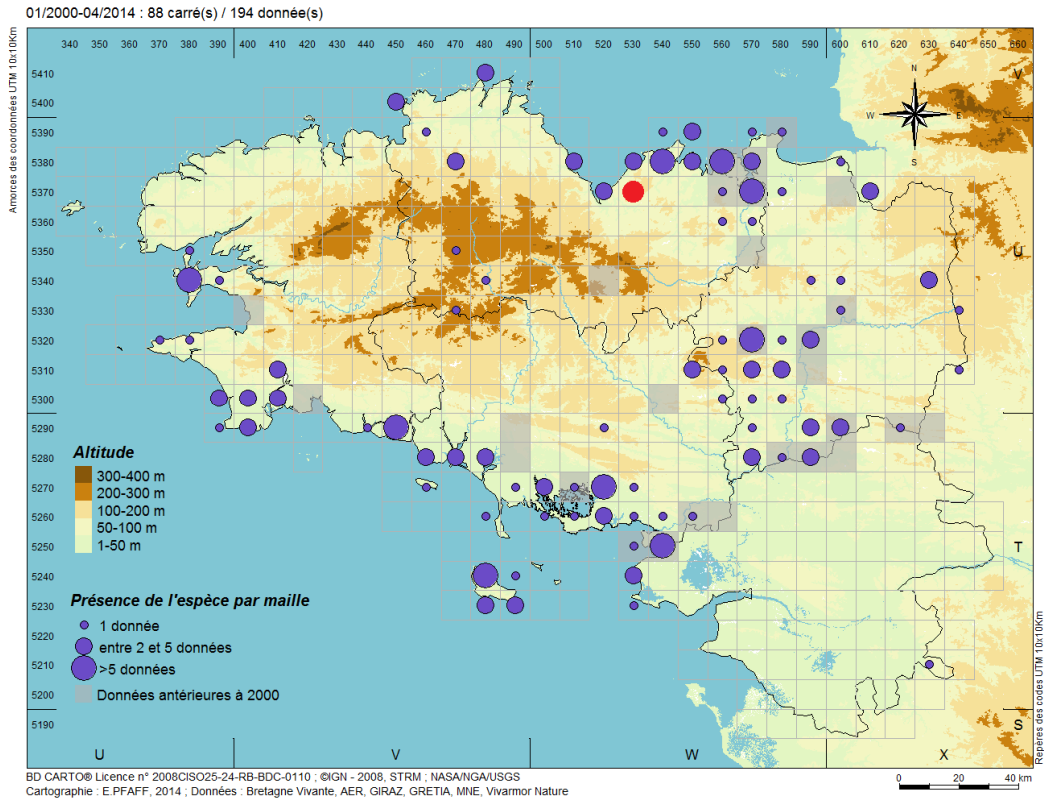 01/2000-04/2014 : 88 carré(s) / 194 donnée(s)
Amorces des coordonnées UTM 10x10Km
340 350 360 370 380 390 400 410 420 430 440 450 460 470 480 490 500 510 520 530 540 550 560 570 580 590 600 610 620 630 640 650 660
5410
5400
5390
5380
5370
5360
5350
5340
5330
5320
5310
5300
5290
5280
5270
5260
5250
5240
5230
5220
5210
5200
5190
N
W
E
S
V
U
T
S
Altitude
300-400 m
200-300 m
100-200 m
50-100 m
1-50 m
Présence de l'espèce par maille
1 donnée
entre 2 et 5 données
>5 données
Données antérieures à 2000
U V W X
Repères des codes UTM 10x10Km
BD CARTO® Licence n° 2008CISO25-24-RB-BDC-0110 ; ©IGN - 2008, STRM ; NASA/NGA/USGS
Cartographie : E.PFAFF, 2014 ; Données : Bretagne Vivante, AER, GIRAZ, GRETIA, MNE, Vivarmor Nature
0 20 40 km